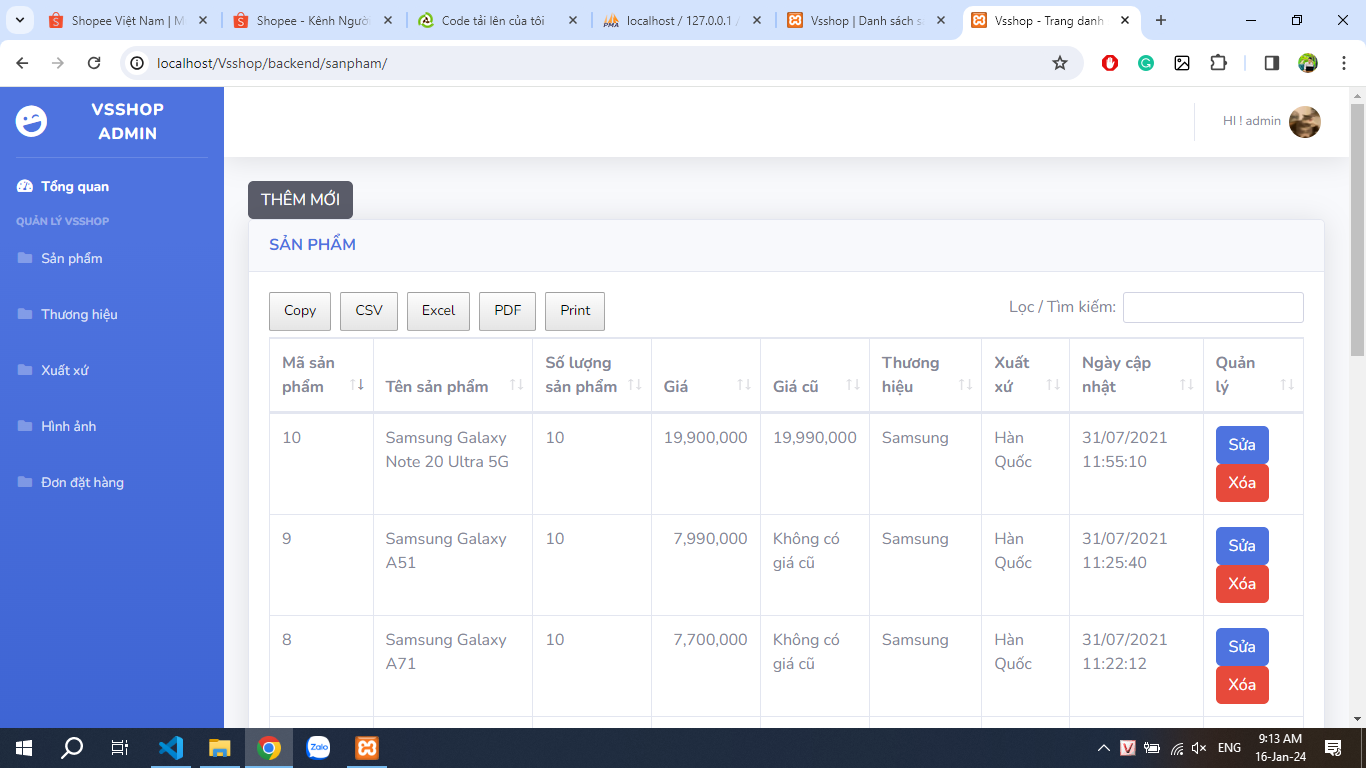 Shopee Việt Nam | M
Shopee - Kênh Ngườ
Code tải lên của tôi
localhost / 127.0.0.1 /
Vsshop | Danh sách s
Vsshop - Trang danh
localhost/Vsshop/backend/sanpham/
VSSHOP
ADMIN
HI ! admin
Tổng quan
QUẢN LÝ VSSHOP
Sản phẩm
Thương hiệu
Xuất xứ
Hình ảnh
Đơn đặt hàng
THÊM MỚI
SẢN PHẨM
Copy CSV Excel PDF Print
Lọc / Tìm kiếm:
Mã sản phẩm
Tên sản phẩm
Số lượng sản phẩm
Giá
Giá cũ
Thương hiệu
Xuất xứ
Ngày cập nhật
Quản lý
10
Samsung Galaxy
Note 20 Ultra 5G
10
19,900,000
19,990,000
Samsung
Hàn
Quốc
31/07/2021
11:55:10
Sửa
Xóa
9
Samsung Galaxy
A51
10
7,990,000
Không có
giá cũ
Samsung
Hàn
Quốc
31/07/2021
11:25:40
Sửa
Xóa
8
Samsung Galaxy
A71
10
7,700,000
Không có
giá cũ
Samsung
Hàn
Quốc
31/07/2021
11:22:12
Sửa
Xóa
Zalo
V
ENG
9:13 AM
16-Jan-24